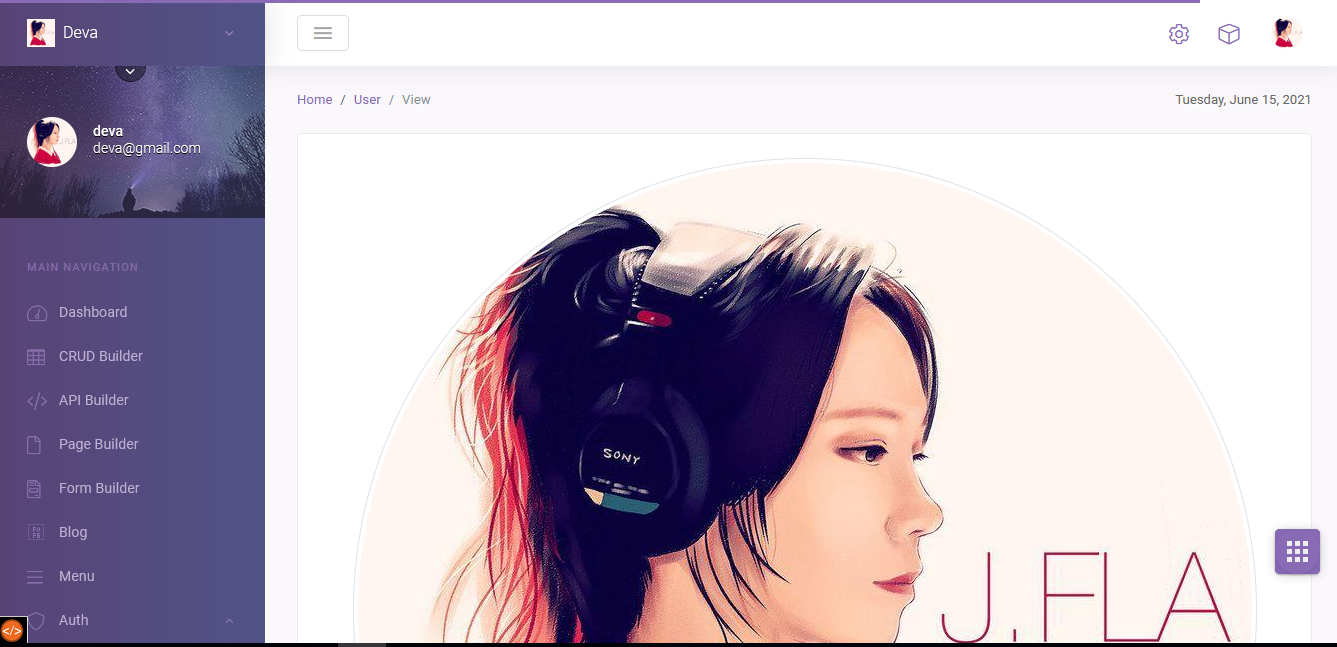 Deva
deva
deva@gmail.com
MAIN NAVIGATION
Dashboard
CRUD Builder
API Builder
Page Builder
Form Builder
Blog
Menu
Auth
Home / User / View
Tuesday, June 15, 2021
SONY
J.FLA